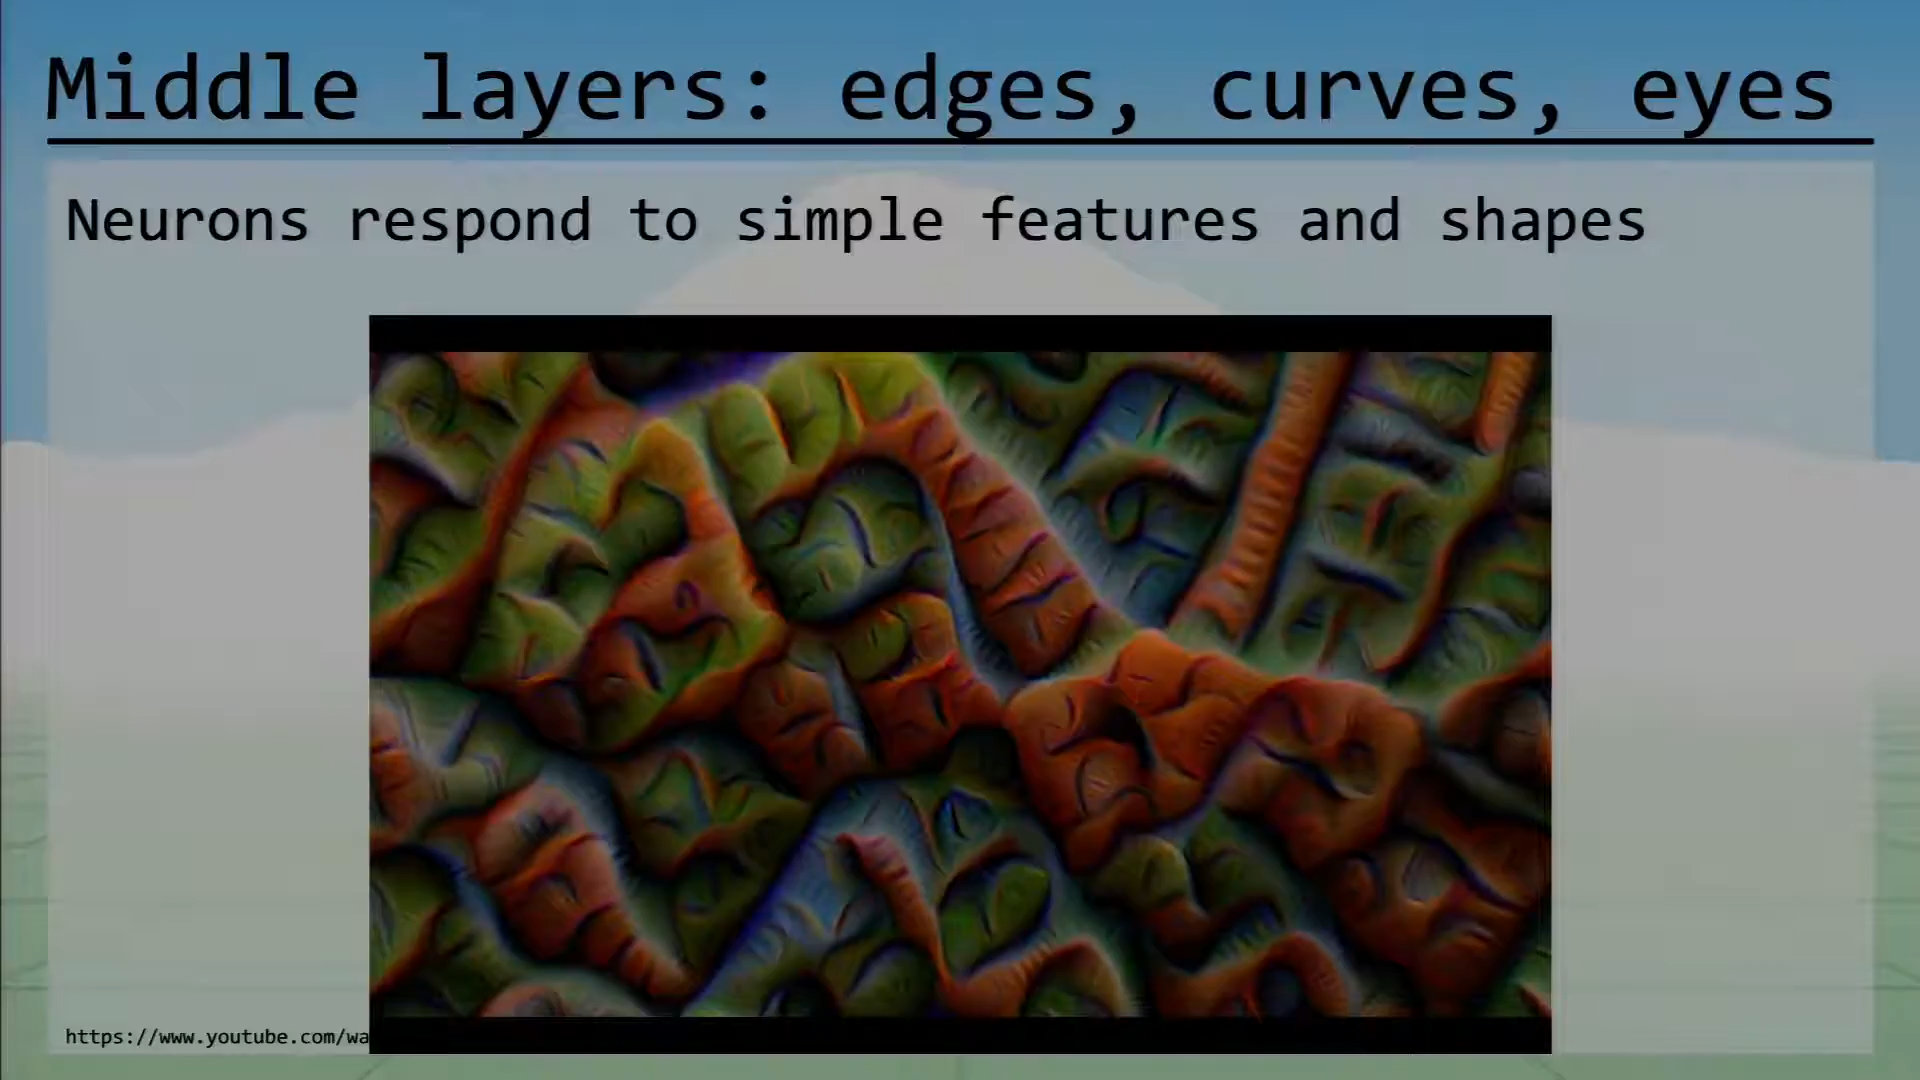 Middle layers: edges, curves, eyes
Neurons respond to simple features and shapes
https://www.youtube.com/wa